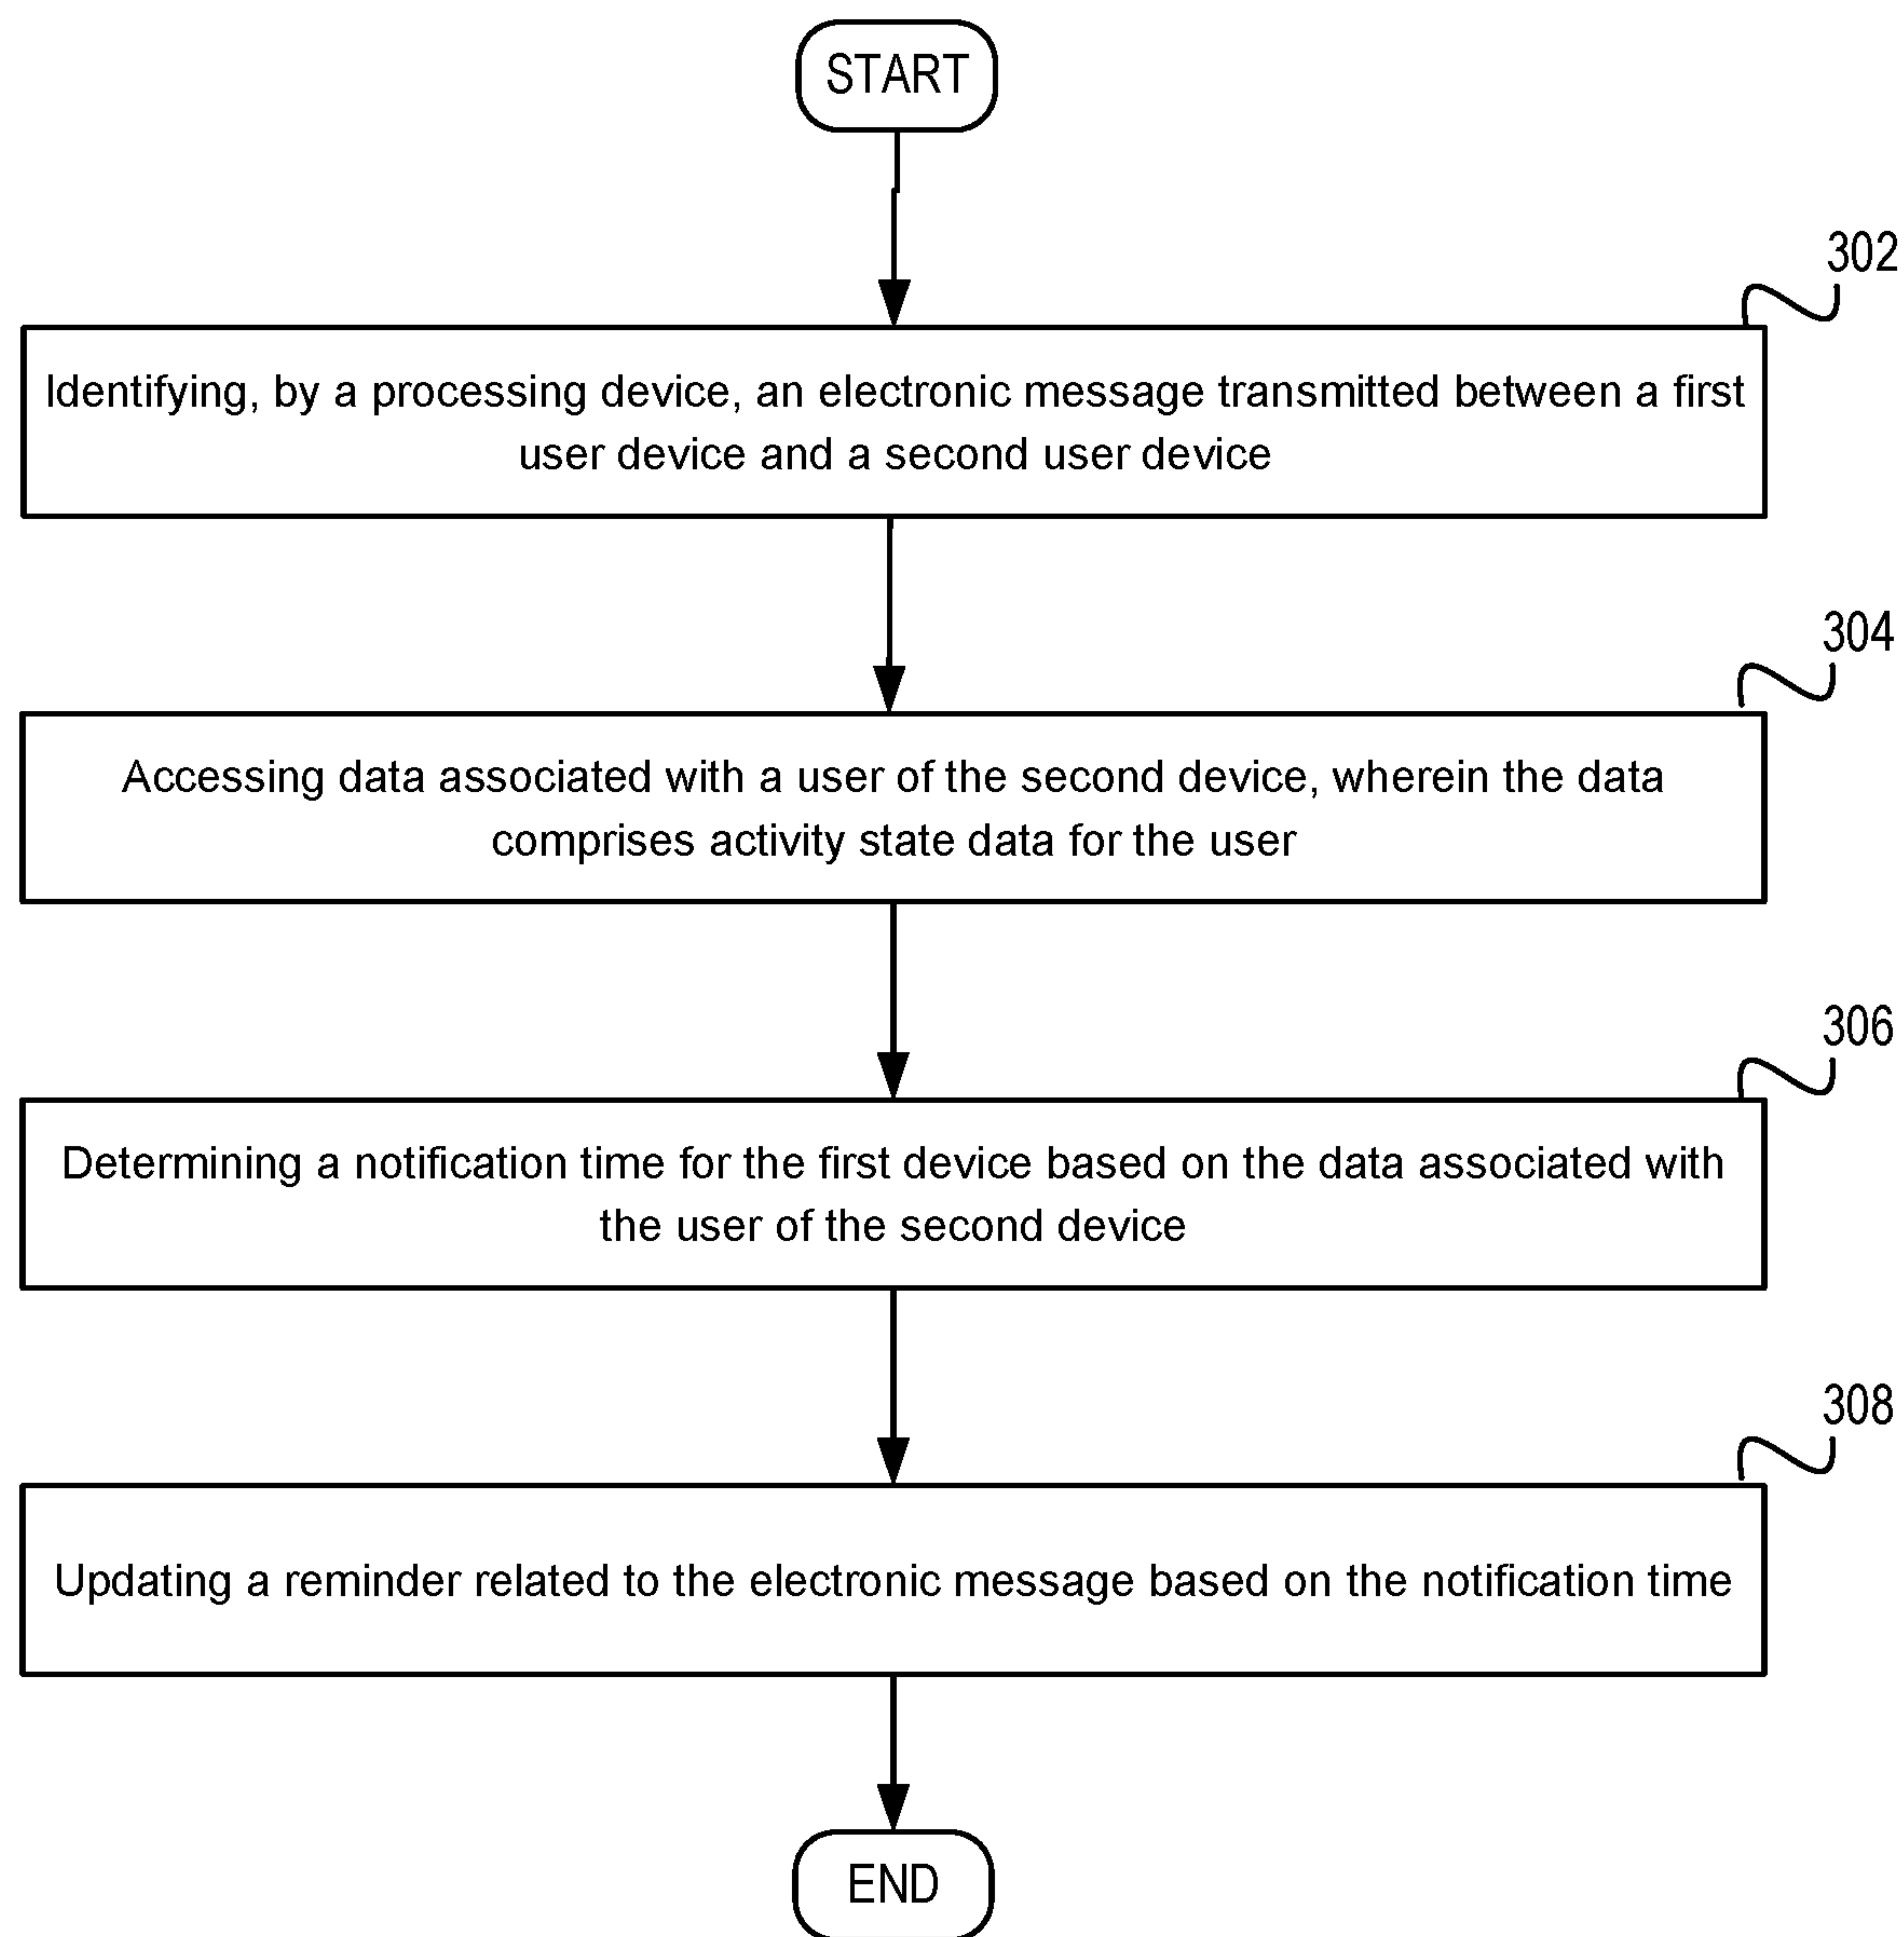 START
302
Identifying, by a processing device, an electronic message transmitted between a first
user device and a second user device
304
Accessing data associated with a user of the second device, wherein the data
comprises activity state data for the user
306
Determining a notification time for the first device based on the data associated with
the user of the second device
308
Updating a reminder related to the electronic message based on the notification time
END